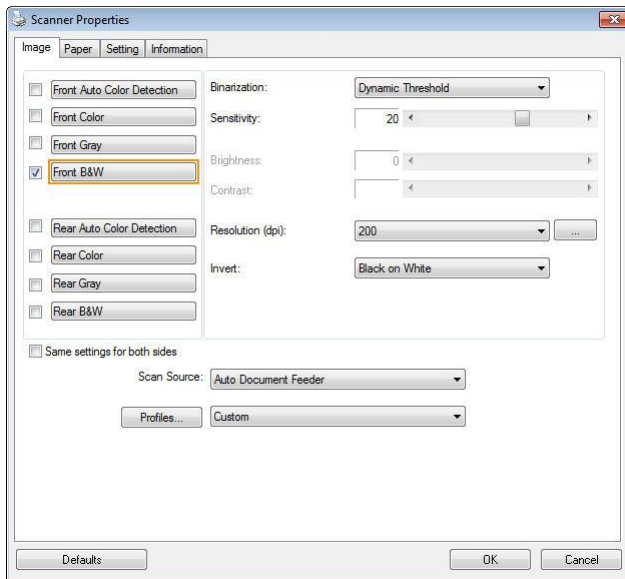 Scanner Properties
Image Paper Setting Information
Front Auto Color Detection
Front Color
Front Gray
Front B&W
Rear Auto Color Detection
Rear Color
Rear Gray
Rear B&W
Binarization: Dynamic Threshold
Sensitivity: 20
Brightness: 0
Contrast:
Resolution (dpi): 200 ...
Invert: Black on White
Same settings for both sides
Scan Source: Auto Document Feeder
Profiles... Custom
Defaults OK Cancel